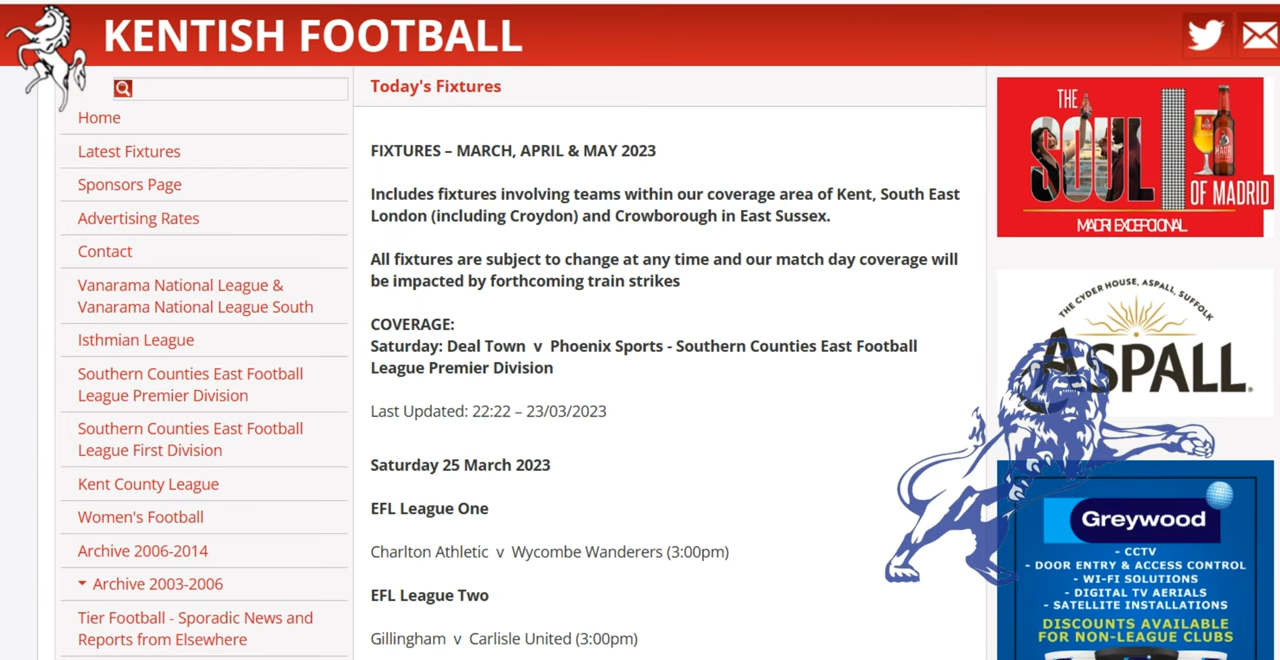 KENTISH FOOTBALL
Home
Latest Fixtures
Sponsors Page
Advertising Rates
Contact
Vanarama National League &
Vanarama National League South
Isthmian League
Southern Counties East Football
League Premier Division
Southern Counties East Football
League First Division
Kent County League
Women's Football
Archive 2006-2014
Archive 2003-2006
Tier Football - Sporadic News and
Reports from Elsewhere
Today's Fixtures
FIXTURES – MARCH, APRIL & MAY 2023
Includes fixtures involving teams within our coverage area of Kent, South East
London (including Croydon) and Crowborough in East Sussex.
All fixtures are subject to change at any time and our match day coverage will
be impacted by forthcoming train strikes
COVERAGE:
Saturday: Deal Town v Phoenix Sports - Southern Counties East Football
League Premier Division
Last Updated: 22:22 – 23/03/2023
Saturday 25 March 2023
EFL League One
Charlton Athletic v Wycombe Wanderers (3:00pm)
EFL League Two
Gillingham v Carlisle United (3:00pm)
THE
SOUL
OF MADRID
MADRÍ EXCEPCIONAL
THE CYDER HOUSE, ASPALL, SUFFOLK
ASPALL
Greywood
- CCTV
- DOOR ENTRY & ACCESS CONTROL
- WI-FI SOLUTIONS
- DIGITAL TV AERIALS
- SATELLITE INSTALLATIONS
DISCOUNTS AVAILABLE
FOR NON-LEAGUE CLUBS